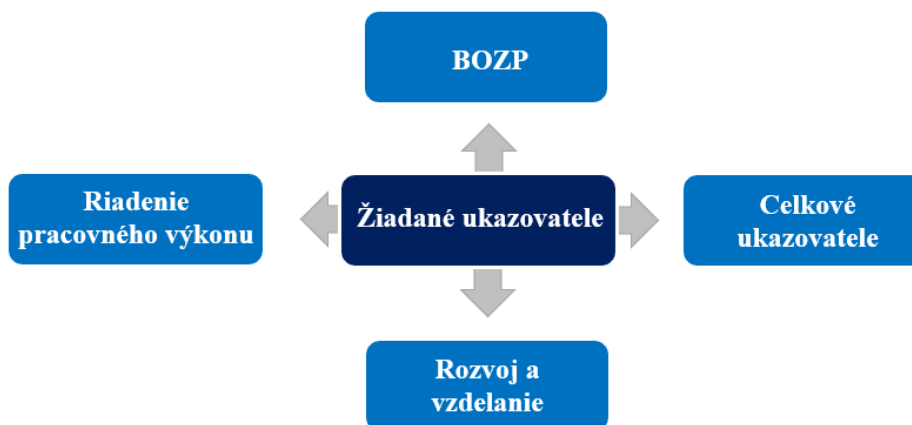 BOZP
Riadenie
pracovného výkonu
Žiadané ukazovatele
Celkové
ukazovatele
Rozvoj a
vzdelanie